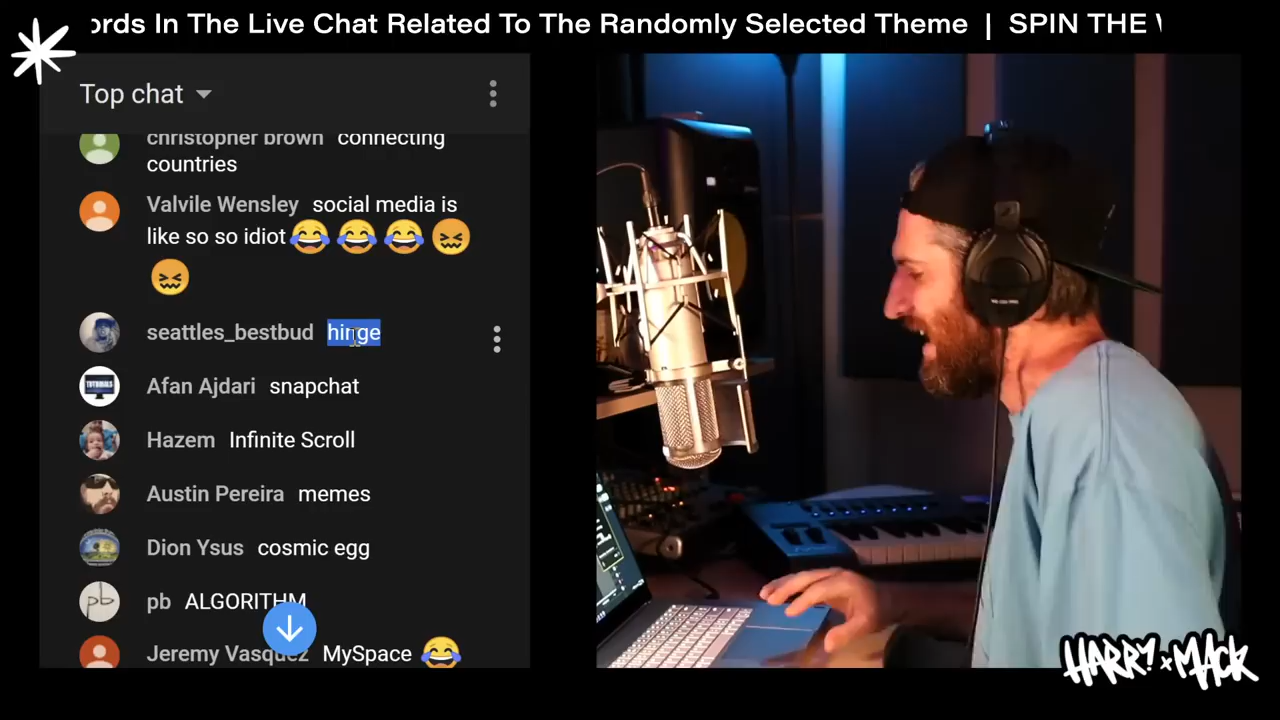 ords In The Live Chat Related To The Randomly Selected Theme | SPIN THE
Top chat
christopher brown connecting
countries
Valvile Wensley social media is
like so so idiot😂 😂 😂 😖
😖
seattles_bestbud hinge
Afan Ajdari snapchat
TUTORIALS
Hazem Infinite Scroll
Austin Pereira memes
Dion Ysus cosmic egg
pb pb ALGORITHM
Jeremy Vasquez MySpace 😂
HARRY x MACK